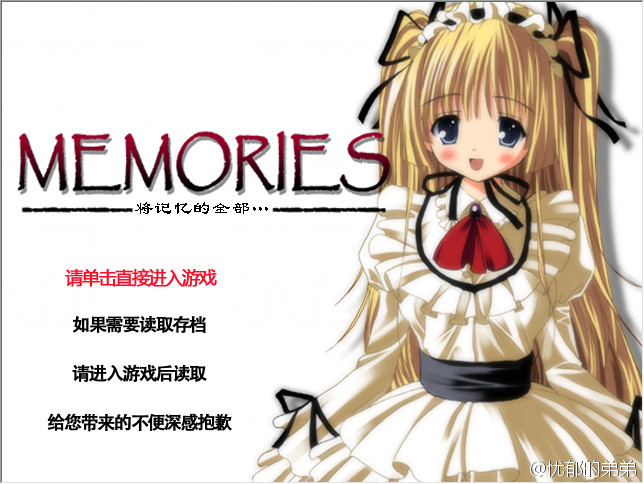 MEMORIES
将记忆的全部…
请单击直接进入游戏
如果需要读取存档
请进入游戏后读取
给您带来的不便深感抱歉
@忧郁的弟弟